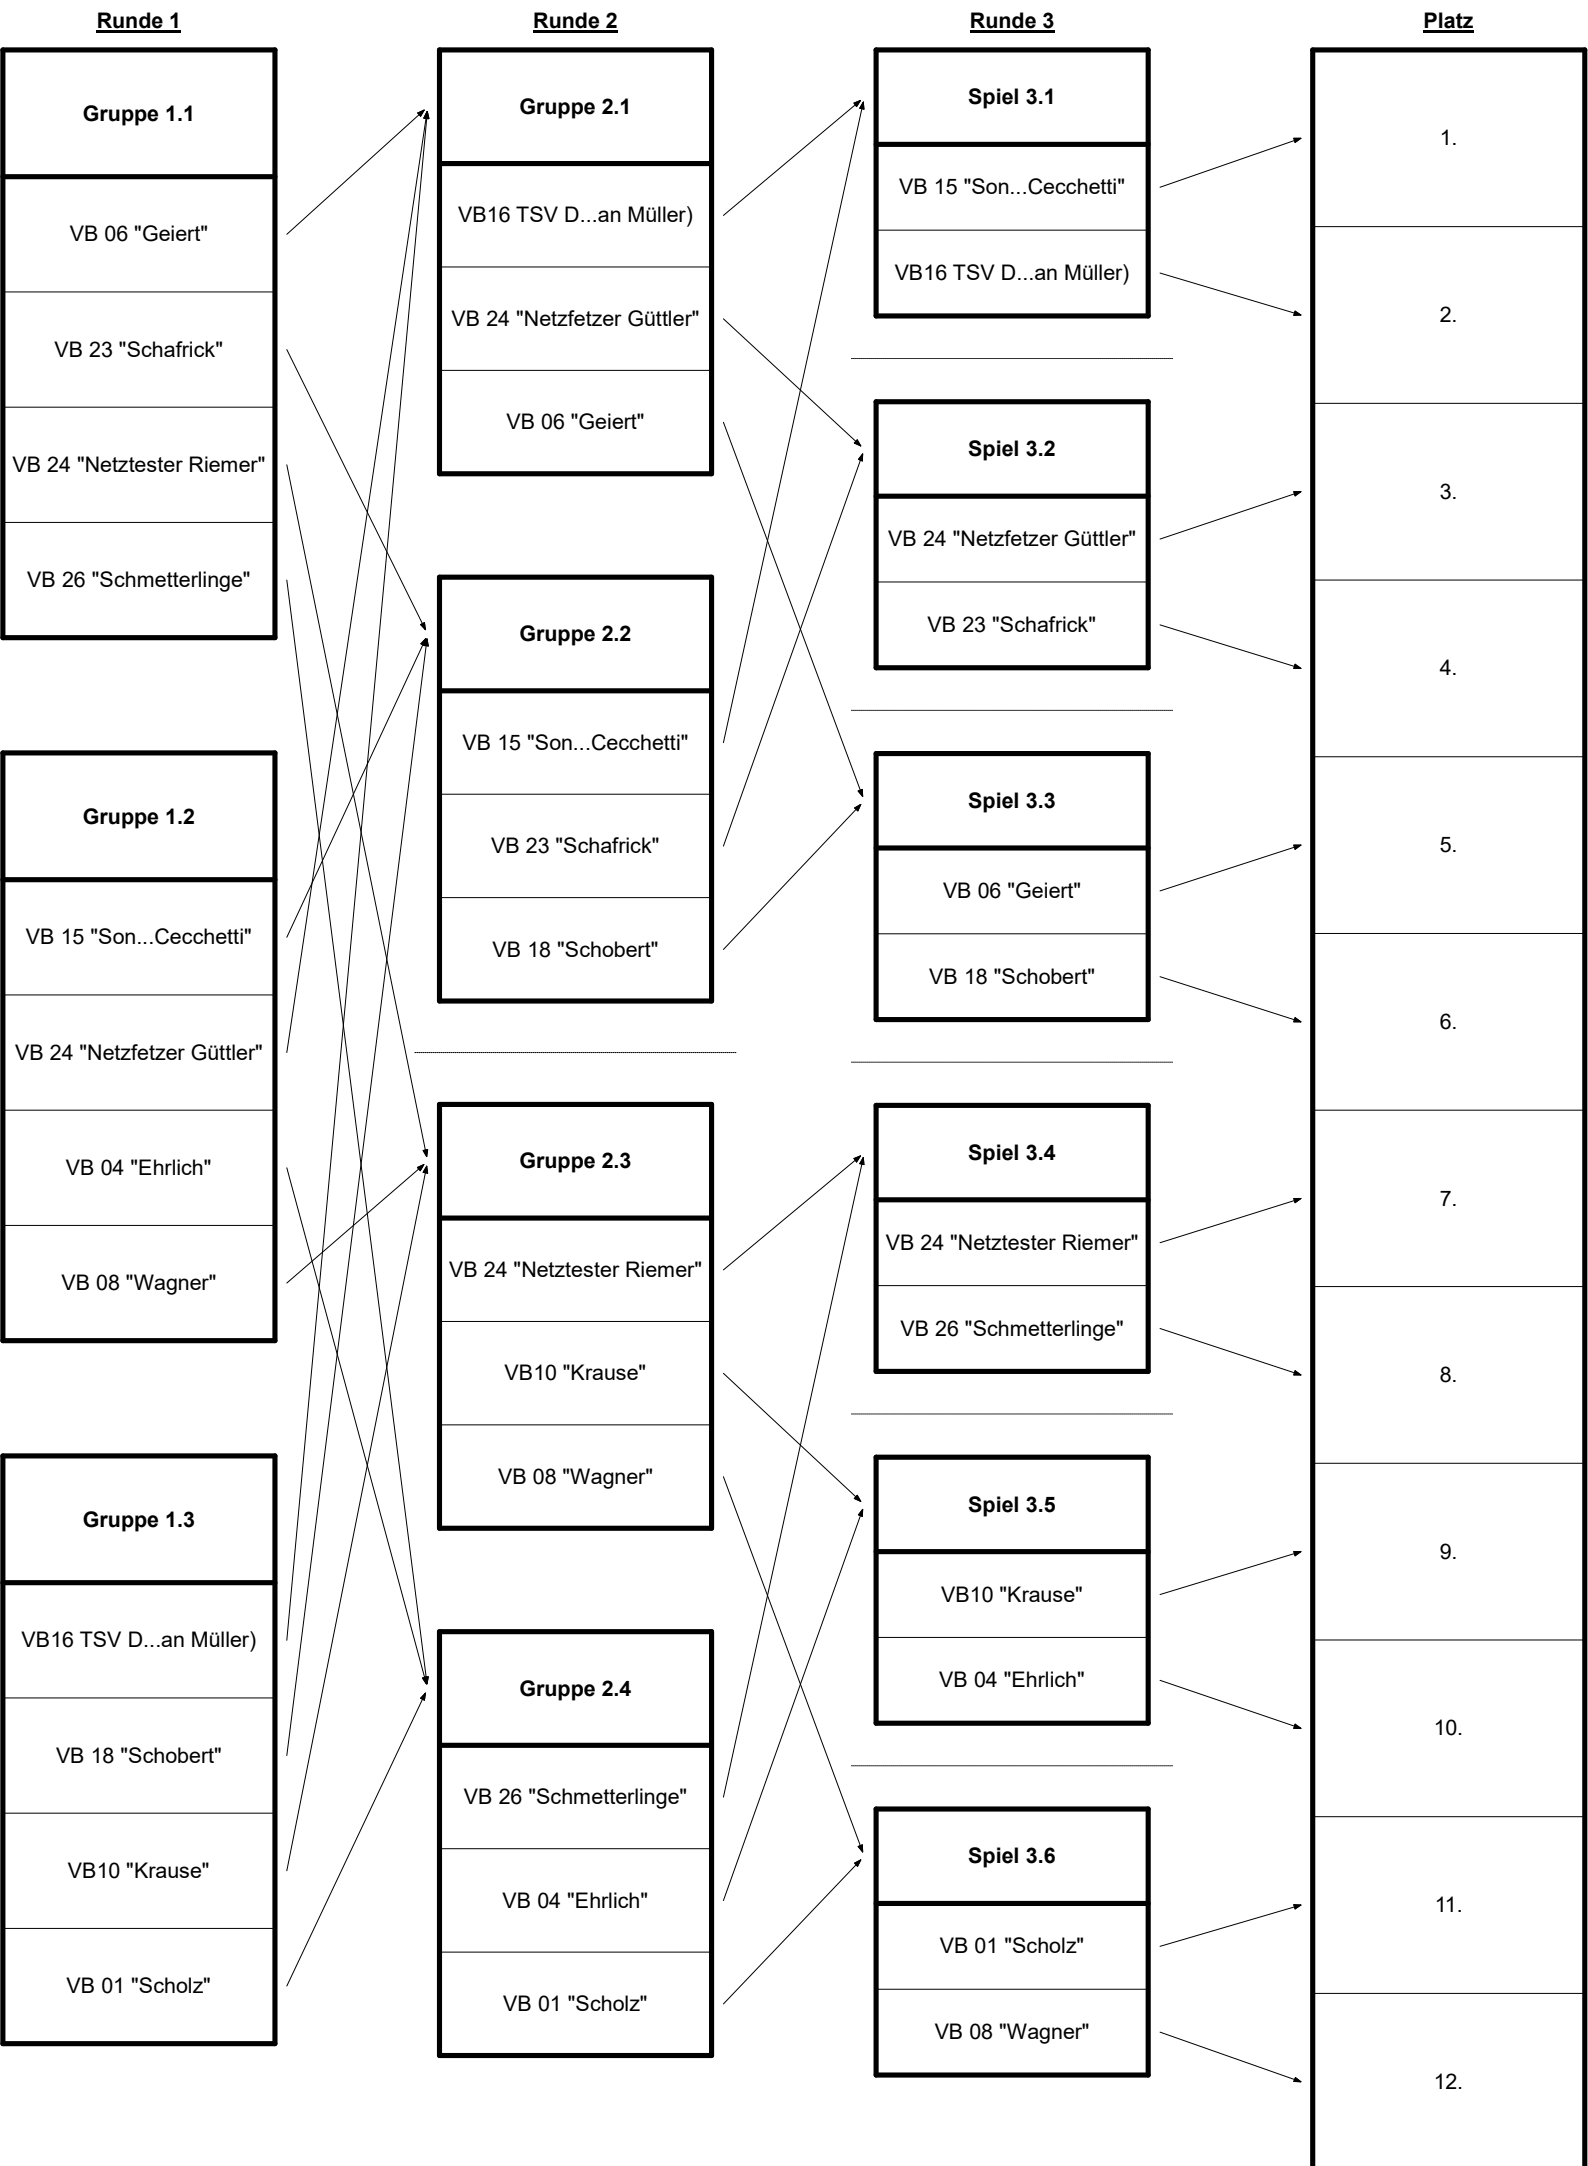 Runde 1
Gruppe 1.1
VB 06 "Geiert"
VB 23 "Schafrick"
VB 24 "Netztester Riemer"
VB 26 "Schmetterlinge"
Gruppe 1.2
VB 15 "Son...Cecchetti"
VB 24 "Netzfetzer Güttler"
VB 04 "Ehrlich"
VB 08 "Wagner"
Gruppe 1.3
VB16 TSV D...an Müller)
VB 18 "Schobert"
VB10 "Krause"
VB 01 "Scholz"
Runde 2
Gruppe 2.1
VB16 TSV D...an Müller)
VB 24 "Netzfetzer Güttler"
VB 06 "Geiert"
Gruppe 2.2
VB 15 "Son...Cecchetti"
VB 23 "Schafrick"
VB 18 "Schobert"
Gruppe 2.3
VB 24 "Netztester Riemer"
VB10 "Krause"
VB 08 "Wagner"
Gruppe 2.4
VB 26 "Schmetterlinge"
VB 04 "Ehrlich"
VB 01 "Scholz"
Runde 3
Spiel 3.1
VB 15 "Son...Cecchetti"
VB16 TSV D...an Müller)
Spiel 3.2
VB 24 "Netzfetzer Güttler"
VB 23 "Schafrick"
Spiel 3.3
VB 06 "Geiert"
VB 18 "Schobert"
Spiel 3.4
VB 24 "Netztester Riemer"
VB 26 "Schmetterlinge"
Spiel 3.5
VB10 "Krause"
VB 04 "Ehrlich"
Spiel 3.6
VB 01 "Scholz"
VB 08 "Wagner"
Platz
1.
2.
3.
4.
5.
6.
7.
8.
9.
10.
11.
12.